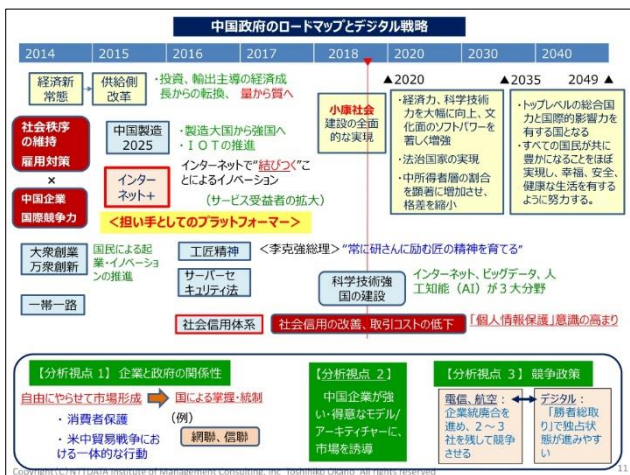 中国政府のロードマップとデジタル戦略
2014
2015
2016
2017
2018
2020
2030
2040
▲2020
▲2035
2049 ▲
経済新
常態
供給側
改革
・投資、輸出主導の経済成
長からの転換、量から質へ
社会秩序
の維持
雇用対策
×
中国企業
国際競争力
中国製造
2025
・製造大国から強国へ
・ＩＯＴの推進
インター
ネット+
インターネットで“結びつく”こ
とによるイノベーション
（サービス受益者の拡大）
＜担い手としてのプラットフォーマー＞
小康社会
建設の全面
的な実現
・経済力、科学技術力
を大幅に向上、文
化面のソフトパワーを
著しく増強
・法治国家の実現
・中所得者層の割合
を顕著に増加させ、
格差を縮小
・トップレベルの総合国
力と国際的影響力を
有する国となる
・すべての国民が共に
豊かになることをほぼ
実現し、幸福、安全、
健康な生活を有する
ように努力する。
大衆創業
万衆創新
国民による起
業・イノベーショ
ンの推進
工匠精神
＜李克強総理＞“常に研さんに励む匠の精神を育てる”
サーバーセ
キュリティ法
科学技術強
国の建設
インターネット、ビッグデータ、人
工知能（AI）が３大分野
一帯一路
社会信用体系
社会信用の改善、取引コストの低下
「個人情報保護」意識の高まり
【分析視点 1】 企業と政府の関係性
自由にやらせて市場形成
国による掌握・統制
・消費者保護
・米中貿易戦争にお
ける一体的な行動
（例）
網聯、信聯
【分析視点 ２】
中国企業が強
い・得意なモデル/
アーキチャーに、
市場を誘導
【分析視点 ３】 競争政策
電信、航空：
企業統廃合を
進め、２～３
社を残して競争
させる
デジタル：
「勝者総取
り」で独占状
態が進みやすい
Copyright (C) NTTDATA Institute of Management Consulting, Inc. Toshimiko Okano All rights reserved
11